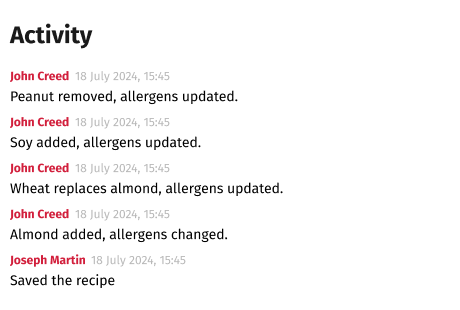 Activity
John Creed 18 July 2024, 15:45
Peanut removed, allergens updated.
John Creed 18 July 2024, 15:45
Soy added, allergens updated.
John Creed 18 July 2024, 15:45
Wheat replaces almond, allergens updated.
John Creed 18 July 2024, 15:45
Almond added, allergens changed.
Joseph Martin 18 July 2024, 15:45
Saved the recipe